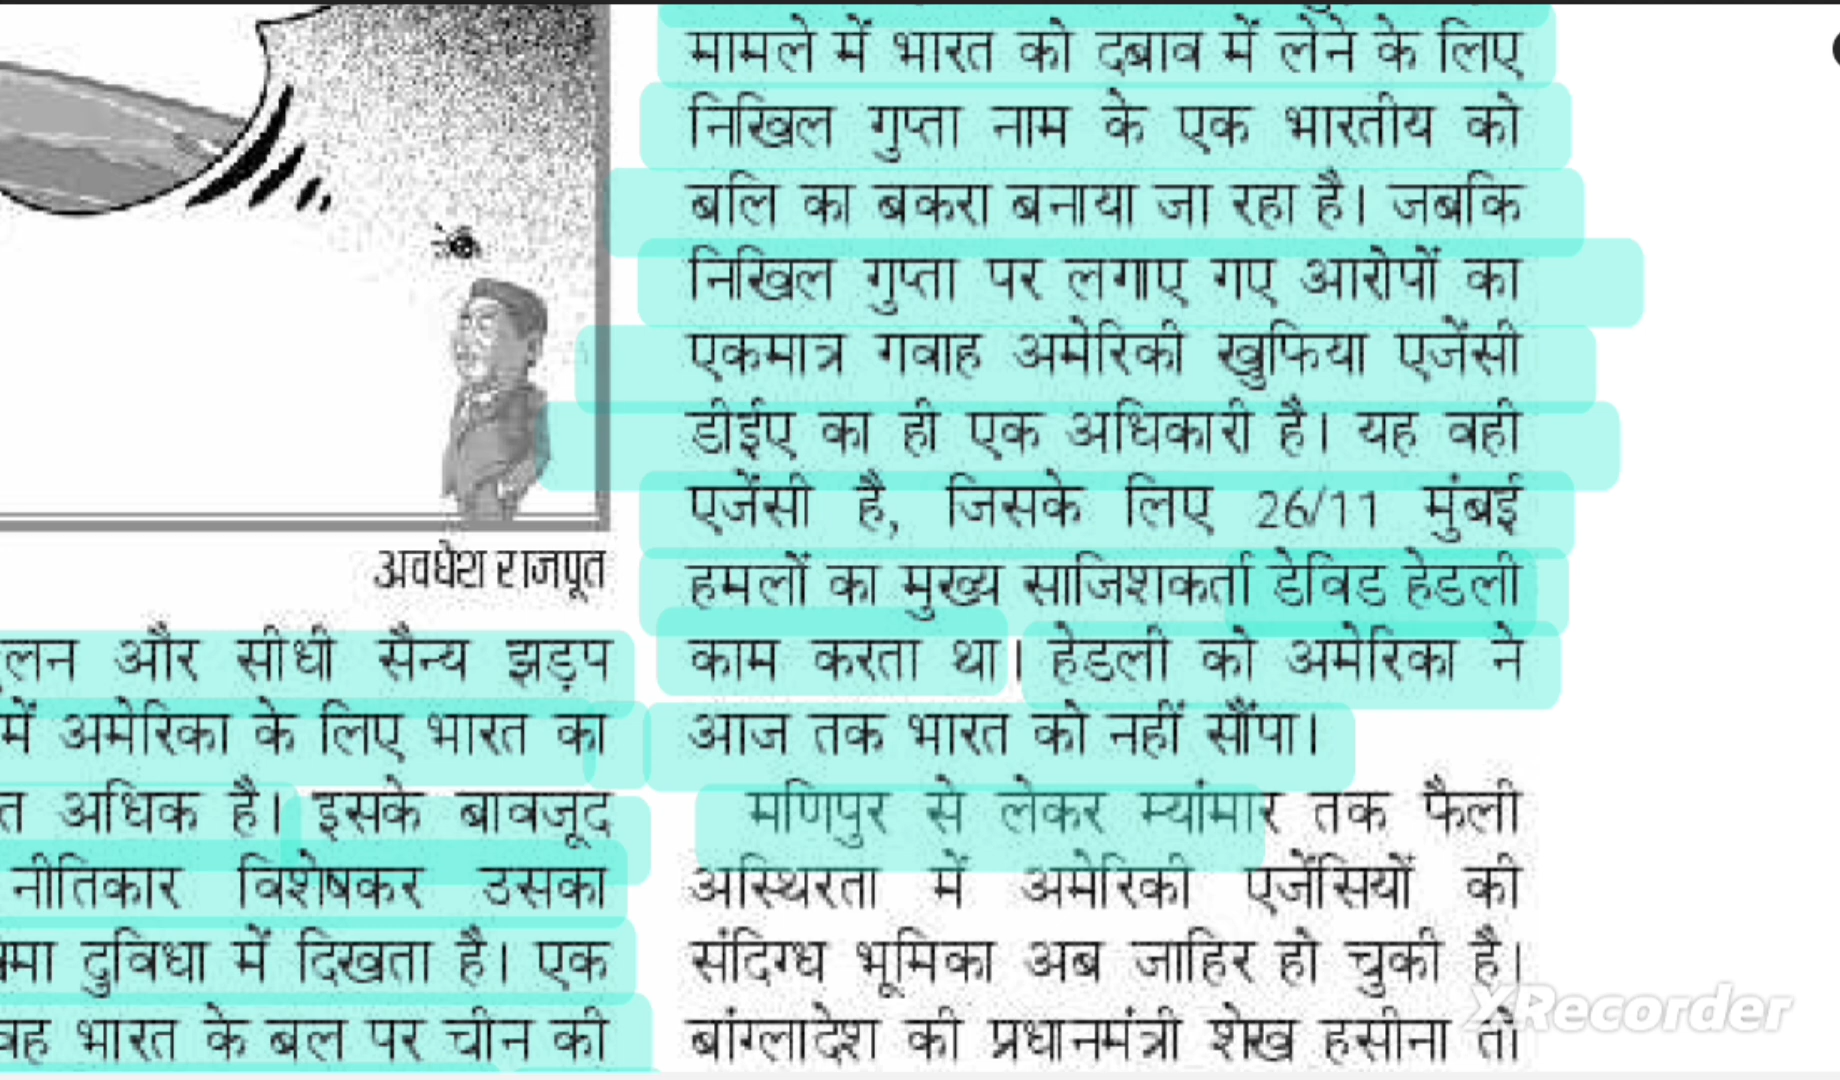 अवधेश राजपूत
और सीधी सैन्य झड़प
में अमेरिका के लिए भारत का
अधिक है। इसके बावजूद
नीतिकार विशेषकर उसका
दुविधा में दिखता है। एक
वह भारत के बल पर चीन की
मामले में भारत को दबाव में लेने के लिए
निखिल गुप्ता नाम के एक भारतीय को
बलि का बकरा बनाया जा रहा है। जबकि
निखिल गुप्ता पर लगाए गए आरोपों का
एकमात्र गवाह अमेरिकी खुफिया एजेंसी
डीईए का ही एक अधिकारी है। यह वही
एजेंसी है, जिसके लिए 26/11 मुंबई
हमलों का मुख्य साजिशकर्ता डेविड हेडली
काम करता था। हेडली को अमेरिका ने
आज तक भारत को नहीं सौंपा।
मणिपुर से लेकर म्यांमार तक फैली
अस्थिरता में अमेरिकी एजेंसियों की
संदिग्ध भूमिका अब जाहिर हो चुकी है।
बांग्लादेश की प्रधानमंत्री शेख हसीना तो
XRecorder